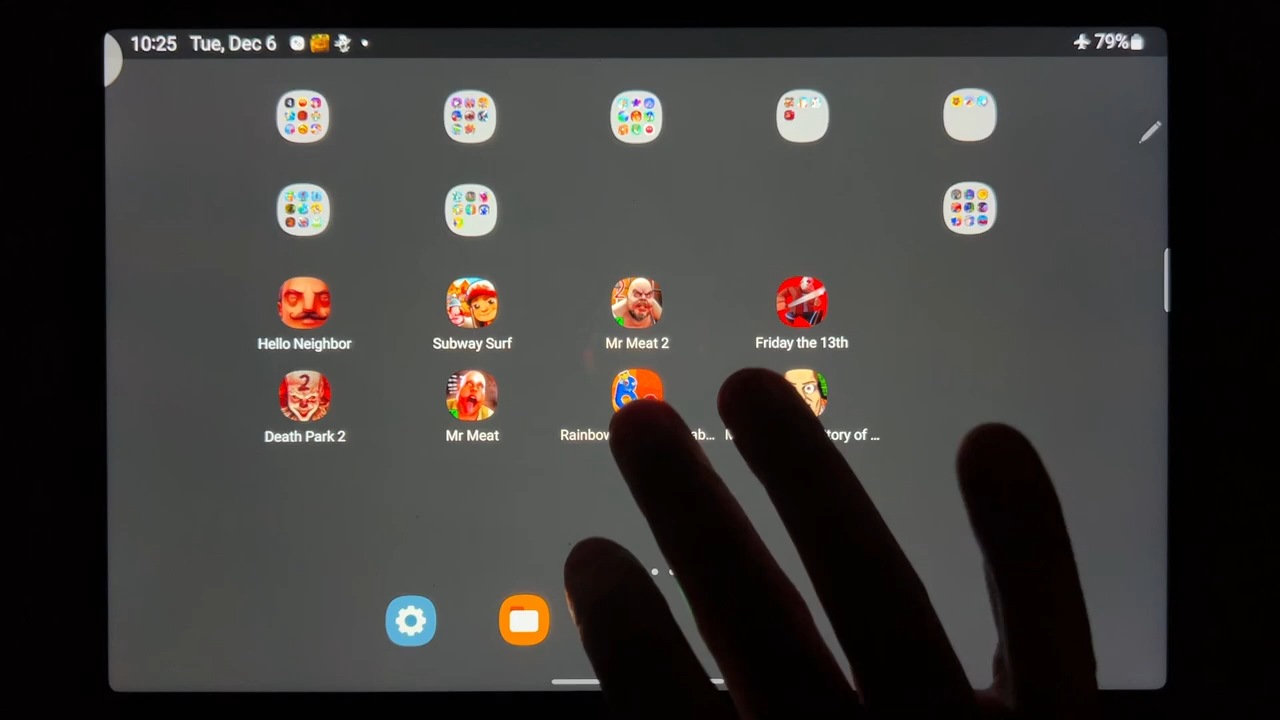 10:25 Tue, Dec 6 79%
Hello Neighbor Subway Surf Mr Meat 2 Friday the 13th
2
Death Park 2 Mr Meat Rainbow ...tory of ...